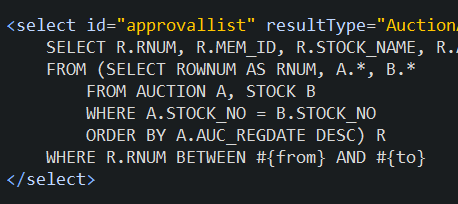 <select id="approvallist" resultType="Auction
SELECT R.RNUM, R.MEM_ID, R.STOCK_NAME, R.
FROM (SELECT ROWNUM AS RNUM, A.*, B.*
FROM AUCTION A, STOCK B
WHERE A.STOCK_NO = B.STOCK_NO
ORDER BY A.AUC_REGDATE DESC) R
WHERE R.RNUM BETWEEN #{from} AND #{to}
</select>